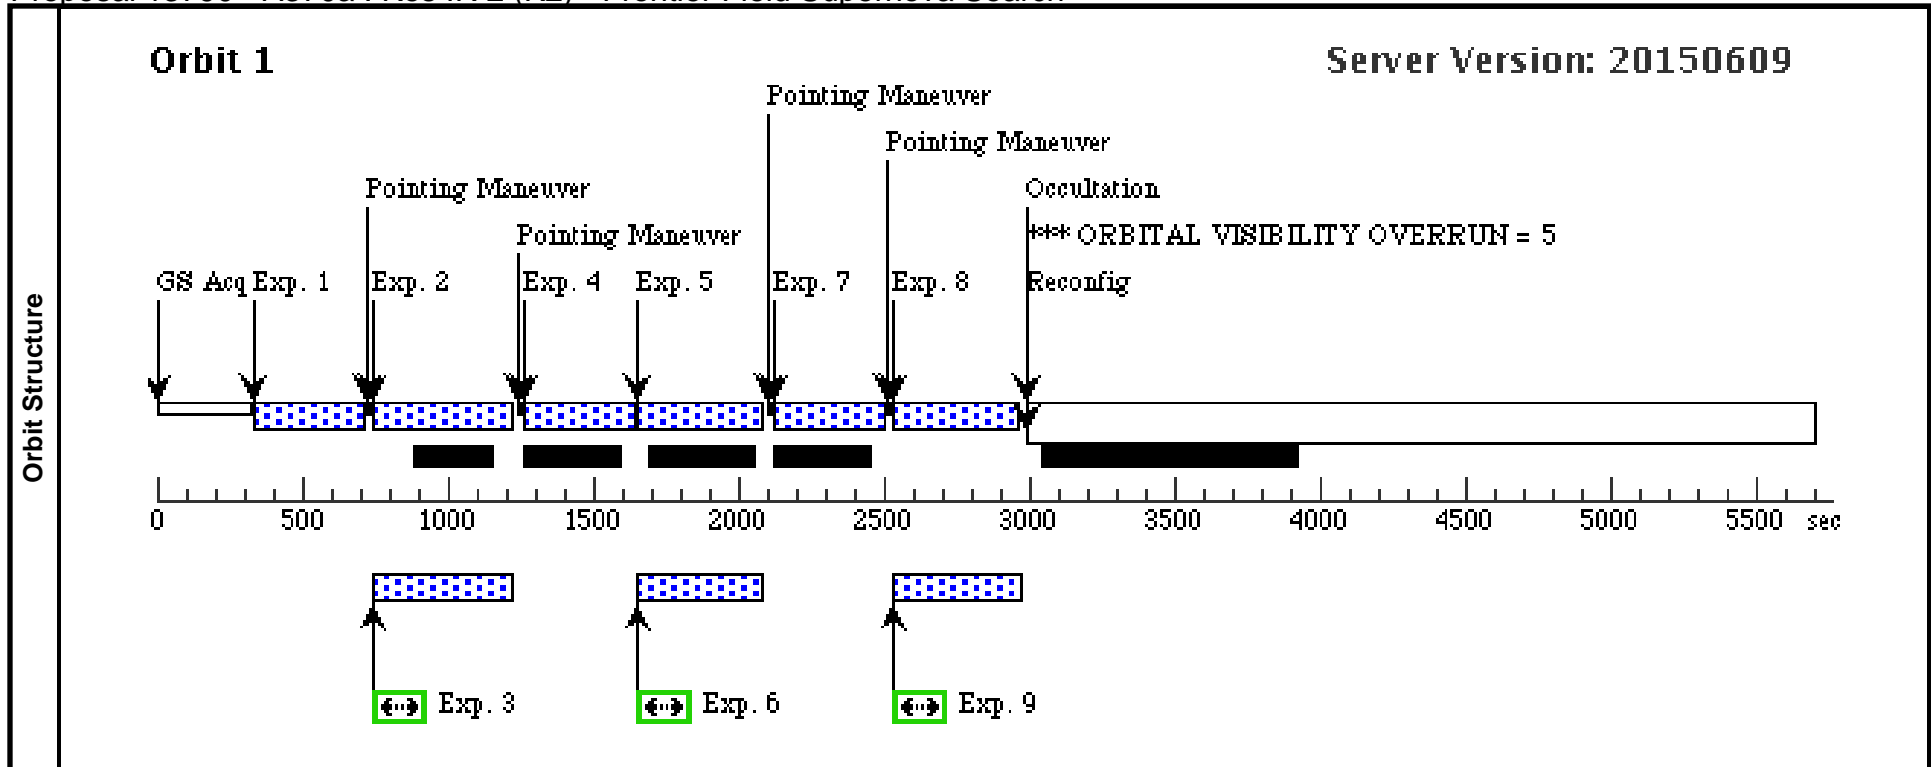 Orbit 1
Server Version: 20150609
Pointing Maneuver
Pointing Maneuver
Pointing Maneuver
Occultation
Pointing Maneuver
*** ORBITAL VISIBILITY OVERRUN = 5
GS Acq Exp. 1 Exp. 2 Exp. 4 Exp. 5 Exp. 7 Exp. 8 Reconfig
Orbit Structure
0 500 1000 1500 2000 2500 3000 3500 4000 4500 5000 5500 sec
Exp. 3 Exp. 6 Exp. 9